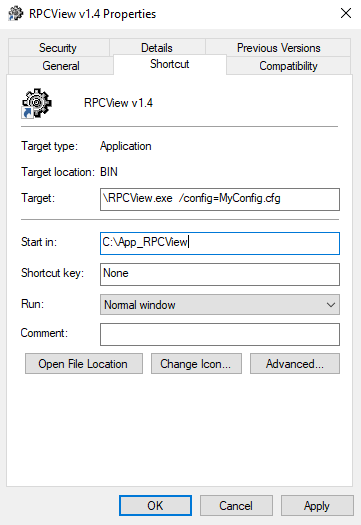 RPCView v1.4 Properties
Security Details Previous Versions
General Shortcut Compatibility
RPCView v1.4
Target type: Application
Target location: BIN
Target: \RPCView.exe  /config=MyConfig.cfg
Start in: C:\App_RPCView
Shortcut key: None
Run: Normal window
Comment:
Open File Location Change Icon... Advanced...
OK Cancel Apply